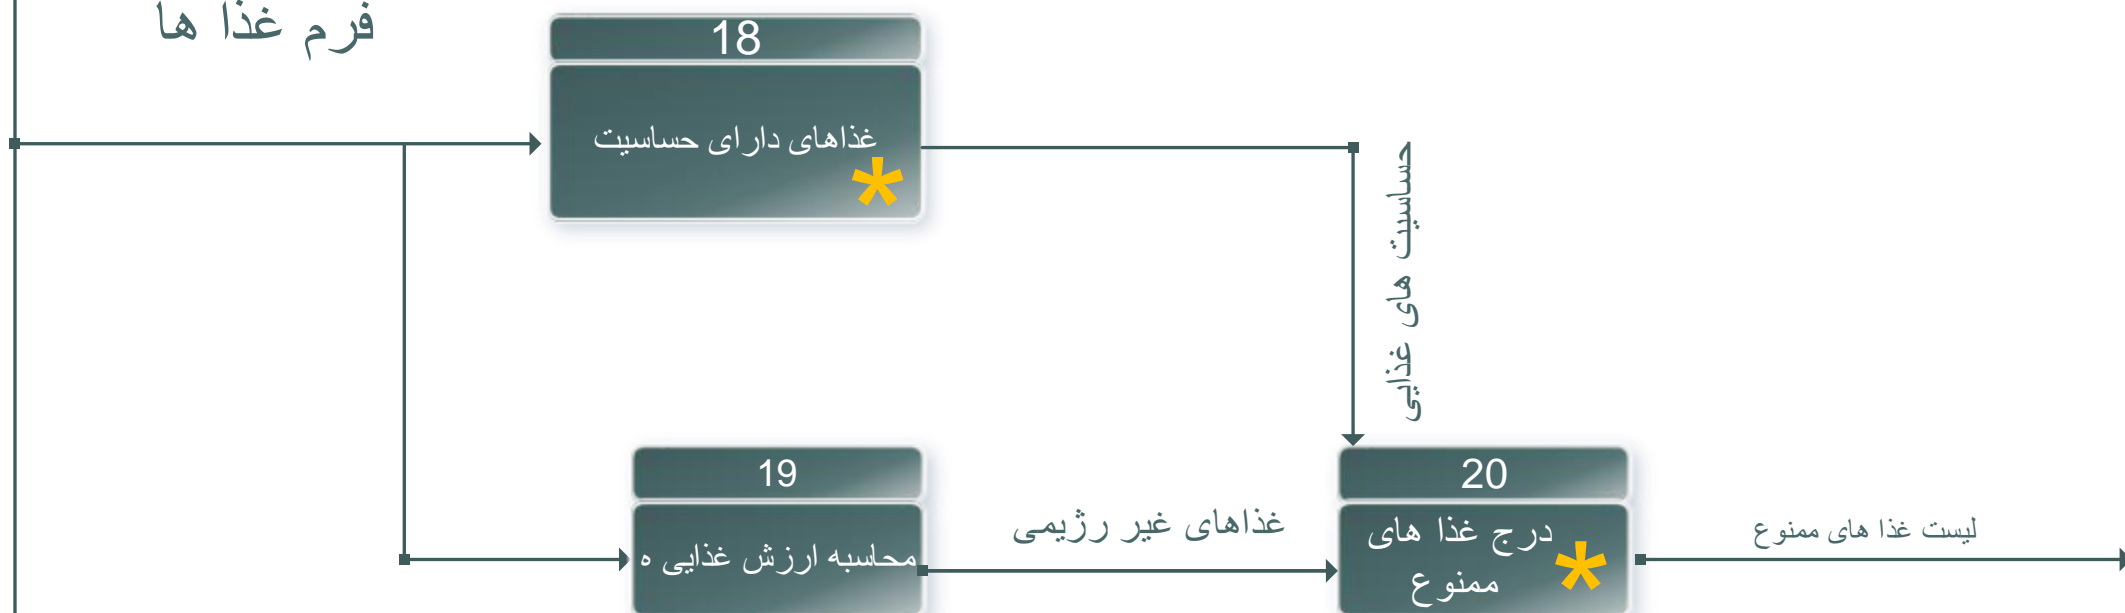 فرم غذا ها
18
غذاهای دارای حساسیت
*
حساسیت های غذایی
19
محاسبه ارزش غذایی ه
غذاهای غیر رژیمی
20
درج غذا های
ممنوع
*
لیست غذا های ممنوع